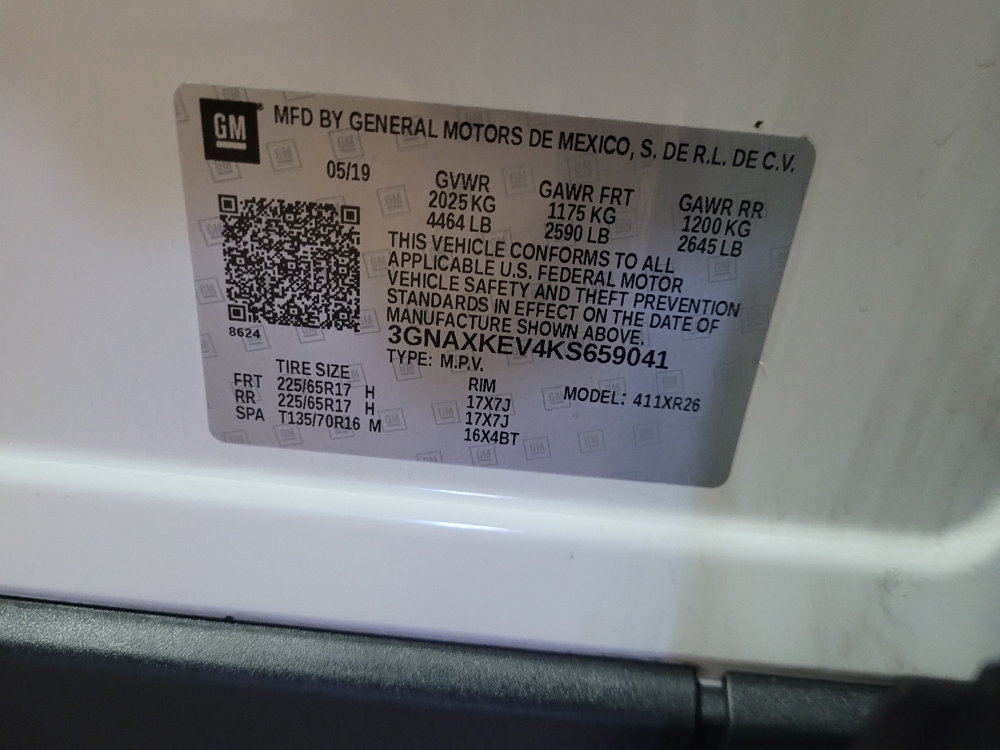 GM
MFD BY GENERAL MOTORS DE MEXICO, S. DE R.L. DE C.V.
05/19
GVWR GAWR FRT GAWR RR
2025 KG 1175 KG 1200 KG
4464 LB 2590 LB 2645 LB
THIS VEHICLE CONFORMS TO ALL
APPLICABLE U.S. FEDERAL MOTOR
VEHICLE SAFETY AND THEFT PREVENTION
STANDARDS IN EFFECT ON THE DATE OF
MANUFACTURE SHOWN ABOVE.
8624
3GNAXKEV4KS659041
TYPE: M.P.V.
TIRE SIZE RIM MODEL: 411XR26
FRT 225/65R17 H 17X7J
RR 225/65R17 H 17X7J
SPA T135/70R16 M 16X4BT